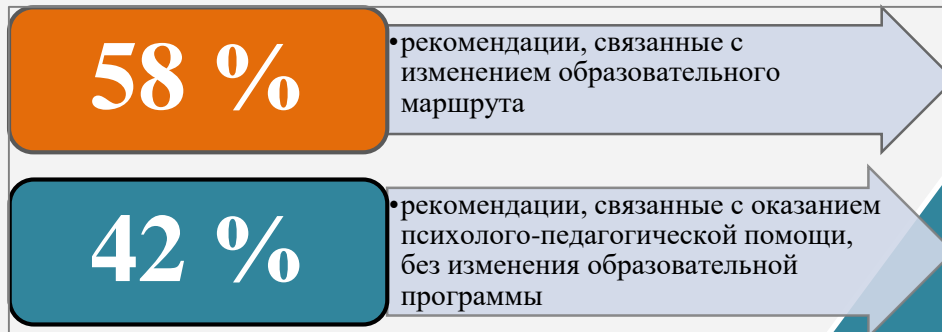 58 %
•рекомендации, связанные с
изменением образовательного
маршрута
42 %
•рекомендации, связанные с оказанием
психолого-педагогической помощи,
без изменения образовательной
программы